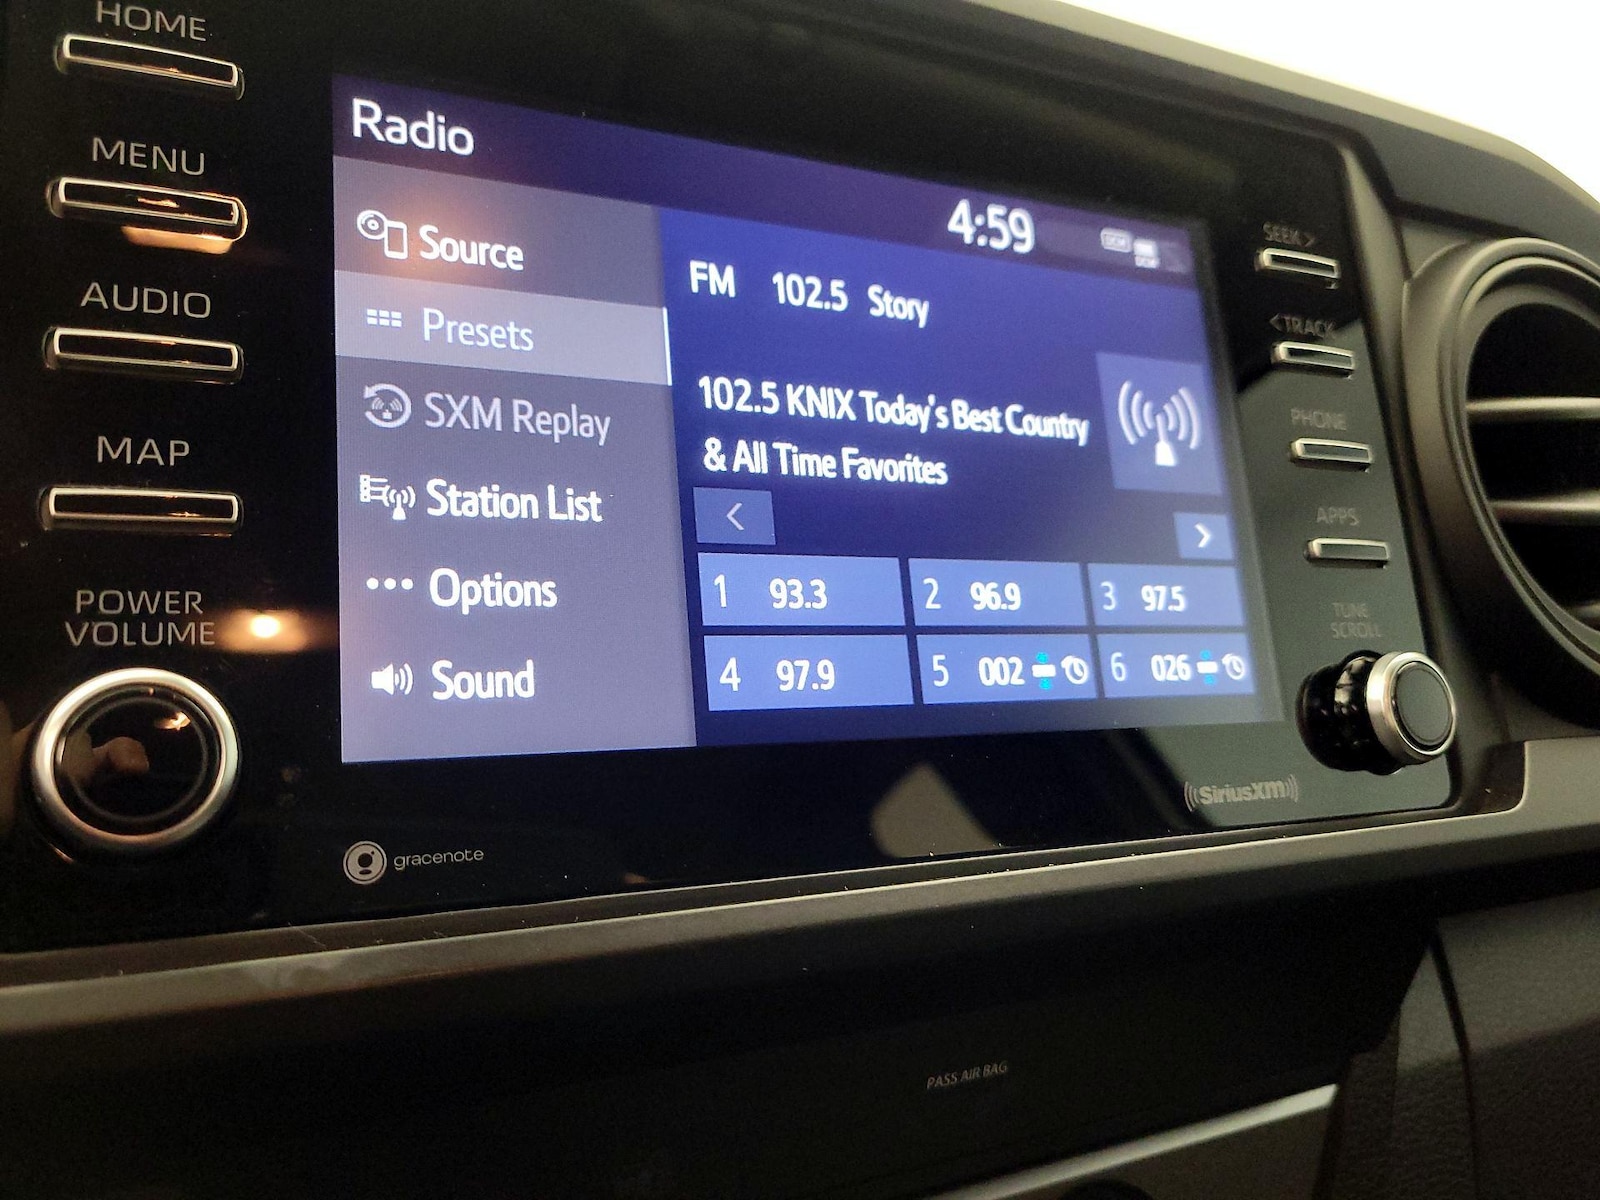 HOME
MENU
AUDIO
MAP
POWER
VOLUME
Radio
4:59
Source
Presets
SXM Replay
Station List
Options
Sound
FM 102.5 Story
102.5 KNIX Today's Best Country
& All Time Favorites
<
>
1 93.3
2 96.9
3 97.5
4 97.9
5 002
6 026
SEEK >
< TRACK
PHONE
APPS
TUNE
SCROLL
gracenote
((SiriusXM))
PASS AIR BAG